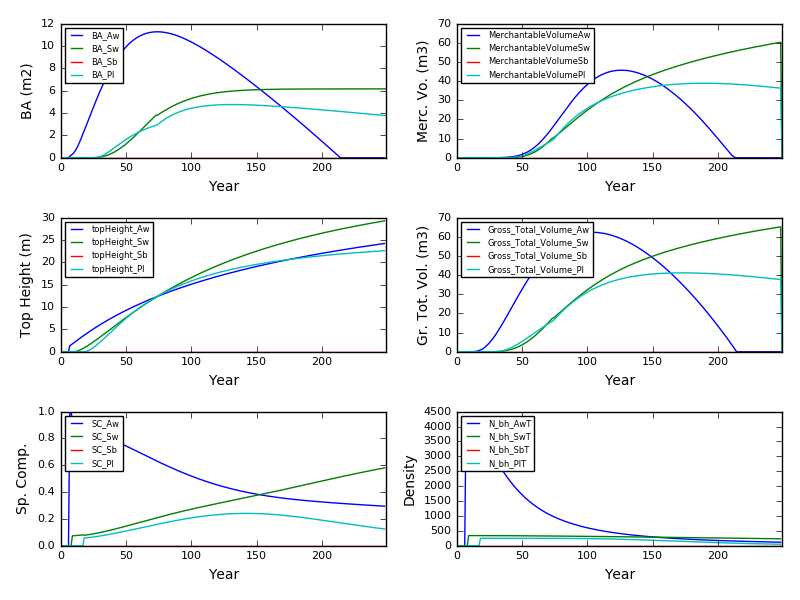 BA (m2)
12
10
8
6
4
2
0
BA_Aw
BA_Sw
BA_Sb
BA_Pl
0 50 100 150 200
Year
Merc. Vo. (m3)
70
60
50
40
30
20
10
0
MerchantableVolumeAw
MerchantableVolumeSw
MerchantableVolumeSb
MerchantableVolumePl
0 50 100 150 200
Year
Top Height (m)
30
25
20
15
10
5
0
topHeight_Aw
topHeight_Sw
topHeight_Sb
topHeight_Pl
0 50 100 150 200
Year
Gr. Tot. Vol. (m3)
70
60
50
40
30
20
10
0
Gross_Total_Volume_Aw
Gross_Total_Volume_Sw
Gross_Total_Volume_Sb
Gross_Total_Volume_Pl
0 50 100 150 200
Year
Sp. Comp.
1.0
0.8
0.6
0.4
0.2
0.0
SC_Aw
SC_Sw
SC_Sb
SC_Pl
0 50 100 150 200
Year
Density
4500
4000
3500
3000
2500
2000
1500
1000
500
0
N_bh_AwT
N_bh_SwT
N_bh_SbT
N_bh_PlT
0 50 100 150 200
Year